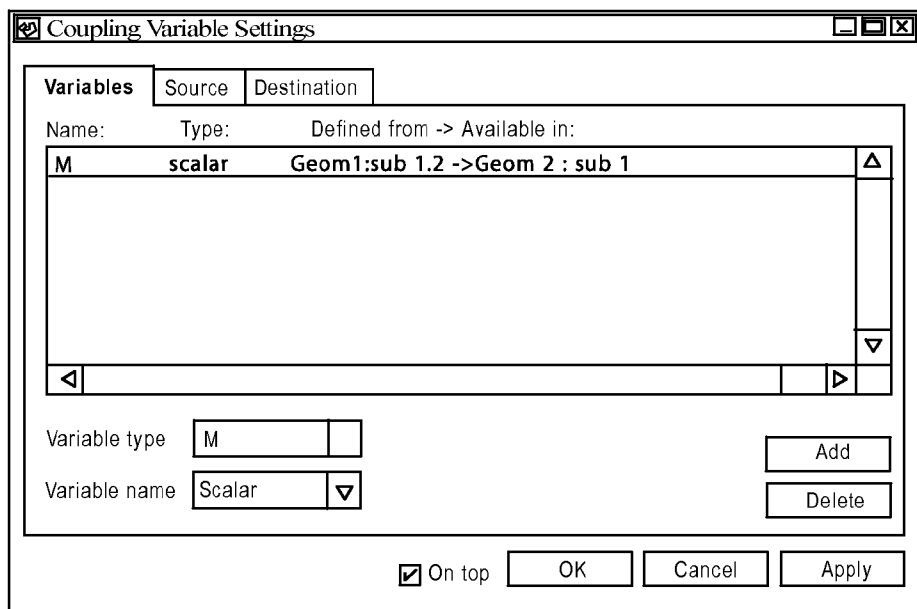 Coupling Variable Settings
Variables Source Destination
Name: Type: Defined from -> Available in:
M scalar Geom1:sub 1.2 ->Geom 2 : sub 1
Variable type M
Add
Variable name Scalar
Delete
On top OK Cancel Apply